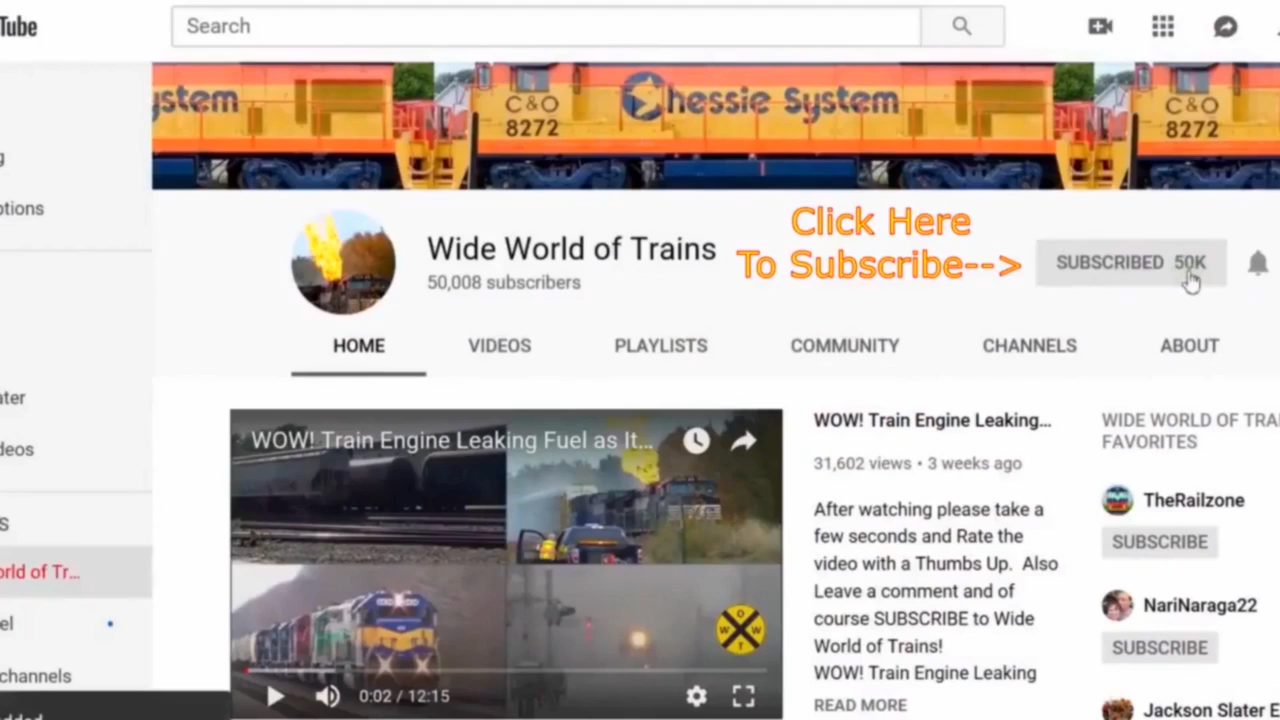 Tube
Search
ystem
C&O
8272
Chessie System
C&O
8272
Click Here
To Subscribe-->
Wide World of Trains
50,008 subscribers
SUBSCRIBED 50K
HOME
VIDEOS
PLAYLISTS
COMMUNITY
CHANNELS
ABOUT
WOW! Train Engine Leaking Fuel as It...
W O W T
0:02 / 12:15
WOW! Train Engine Leaking...
31,602 views • 3 weeks ago
After watching please take a
few seconds and Rate the
video with a Thumbs Up. Also
Leave a comment and of
course SUBSCRIBE to Wide
World of Trains!
WOW! Train Engine Leaking
READ MORE
WIDE WORLD OF TRAI
FAVORITES
TheRailzone
SUBSCRIBE
NariNaraga22
SUBSCRIBE
Jackson Slater E
g
ptions
ater
deos
S
orld of Tr...
el
channels